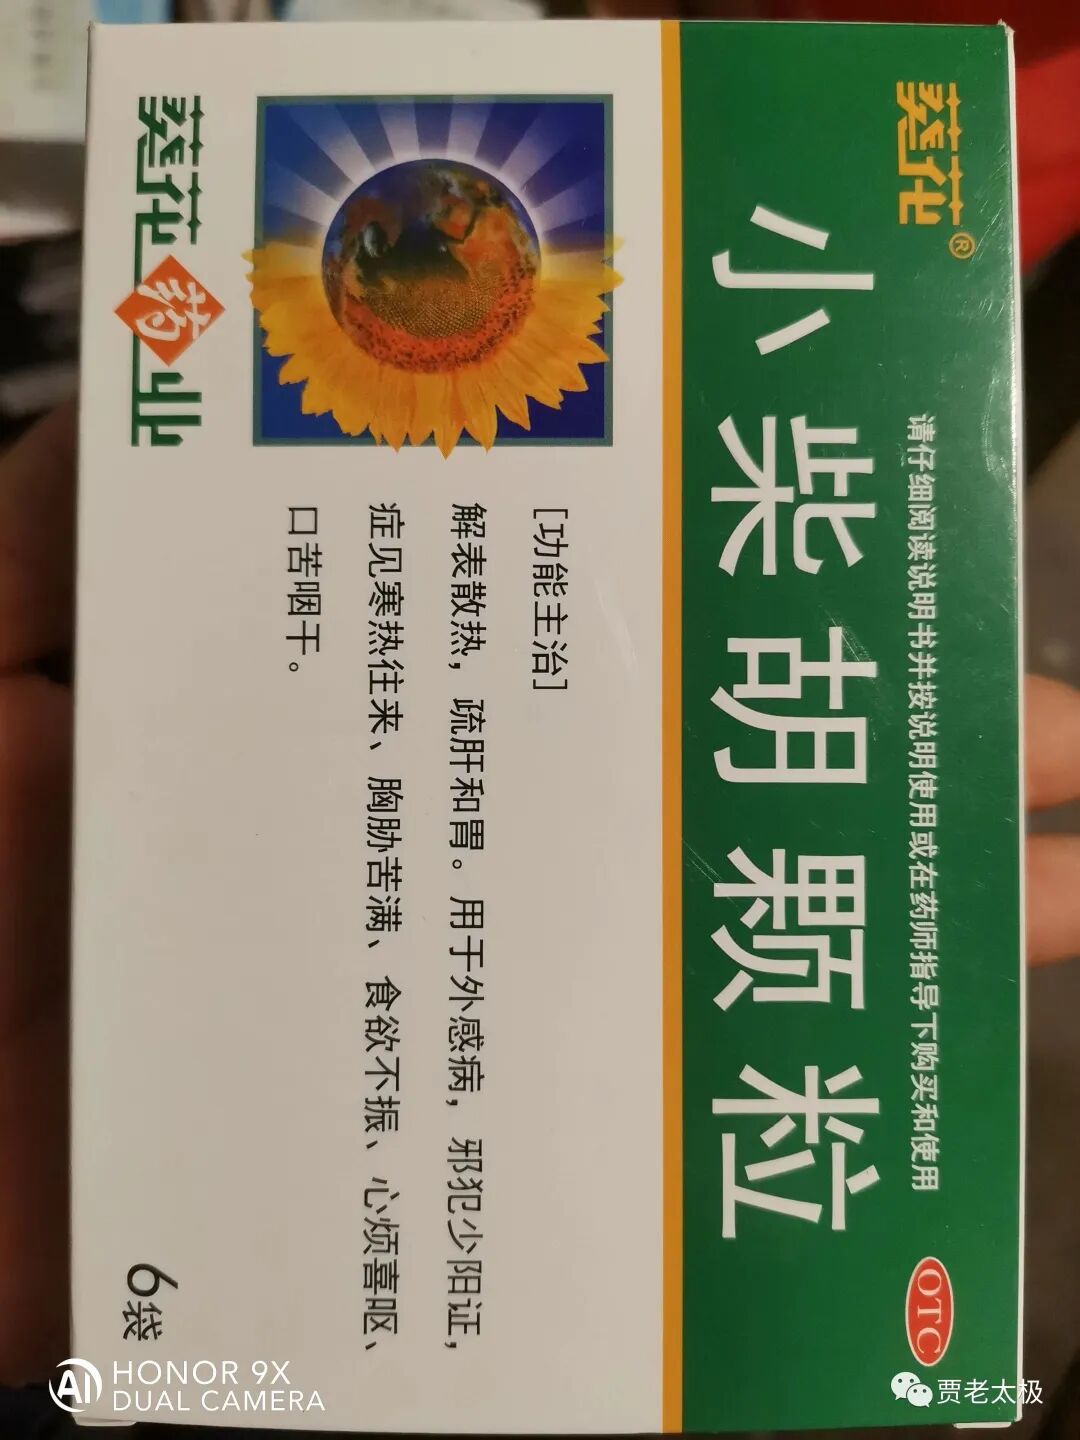 葵花®
请仔细阅读说明书并按说明使用或在药师指导下购买和使用
OTC
小柴胡颗粒
[功能主治]
解表散热，疏肝和胃。用于外感病，邪犯少阳证，
症见寒热往来、胸胁苦满、食欲不振、心烦喜呕、
口苦咽干。
葵花药业
6袋
AI
HONOR 9X
DUAL CAMERA
贾老太极